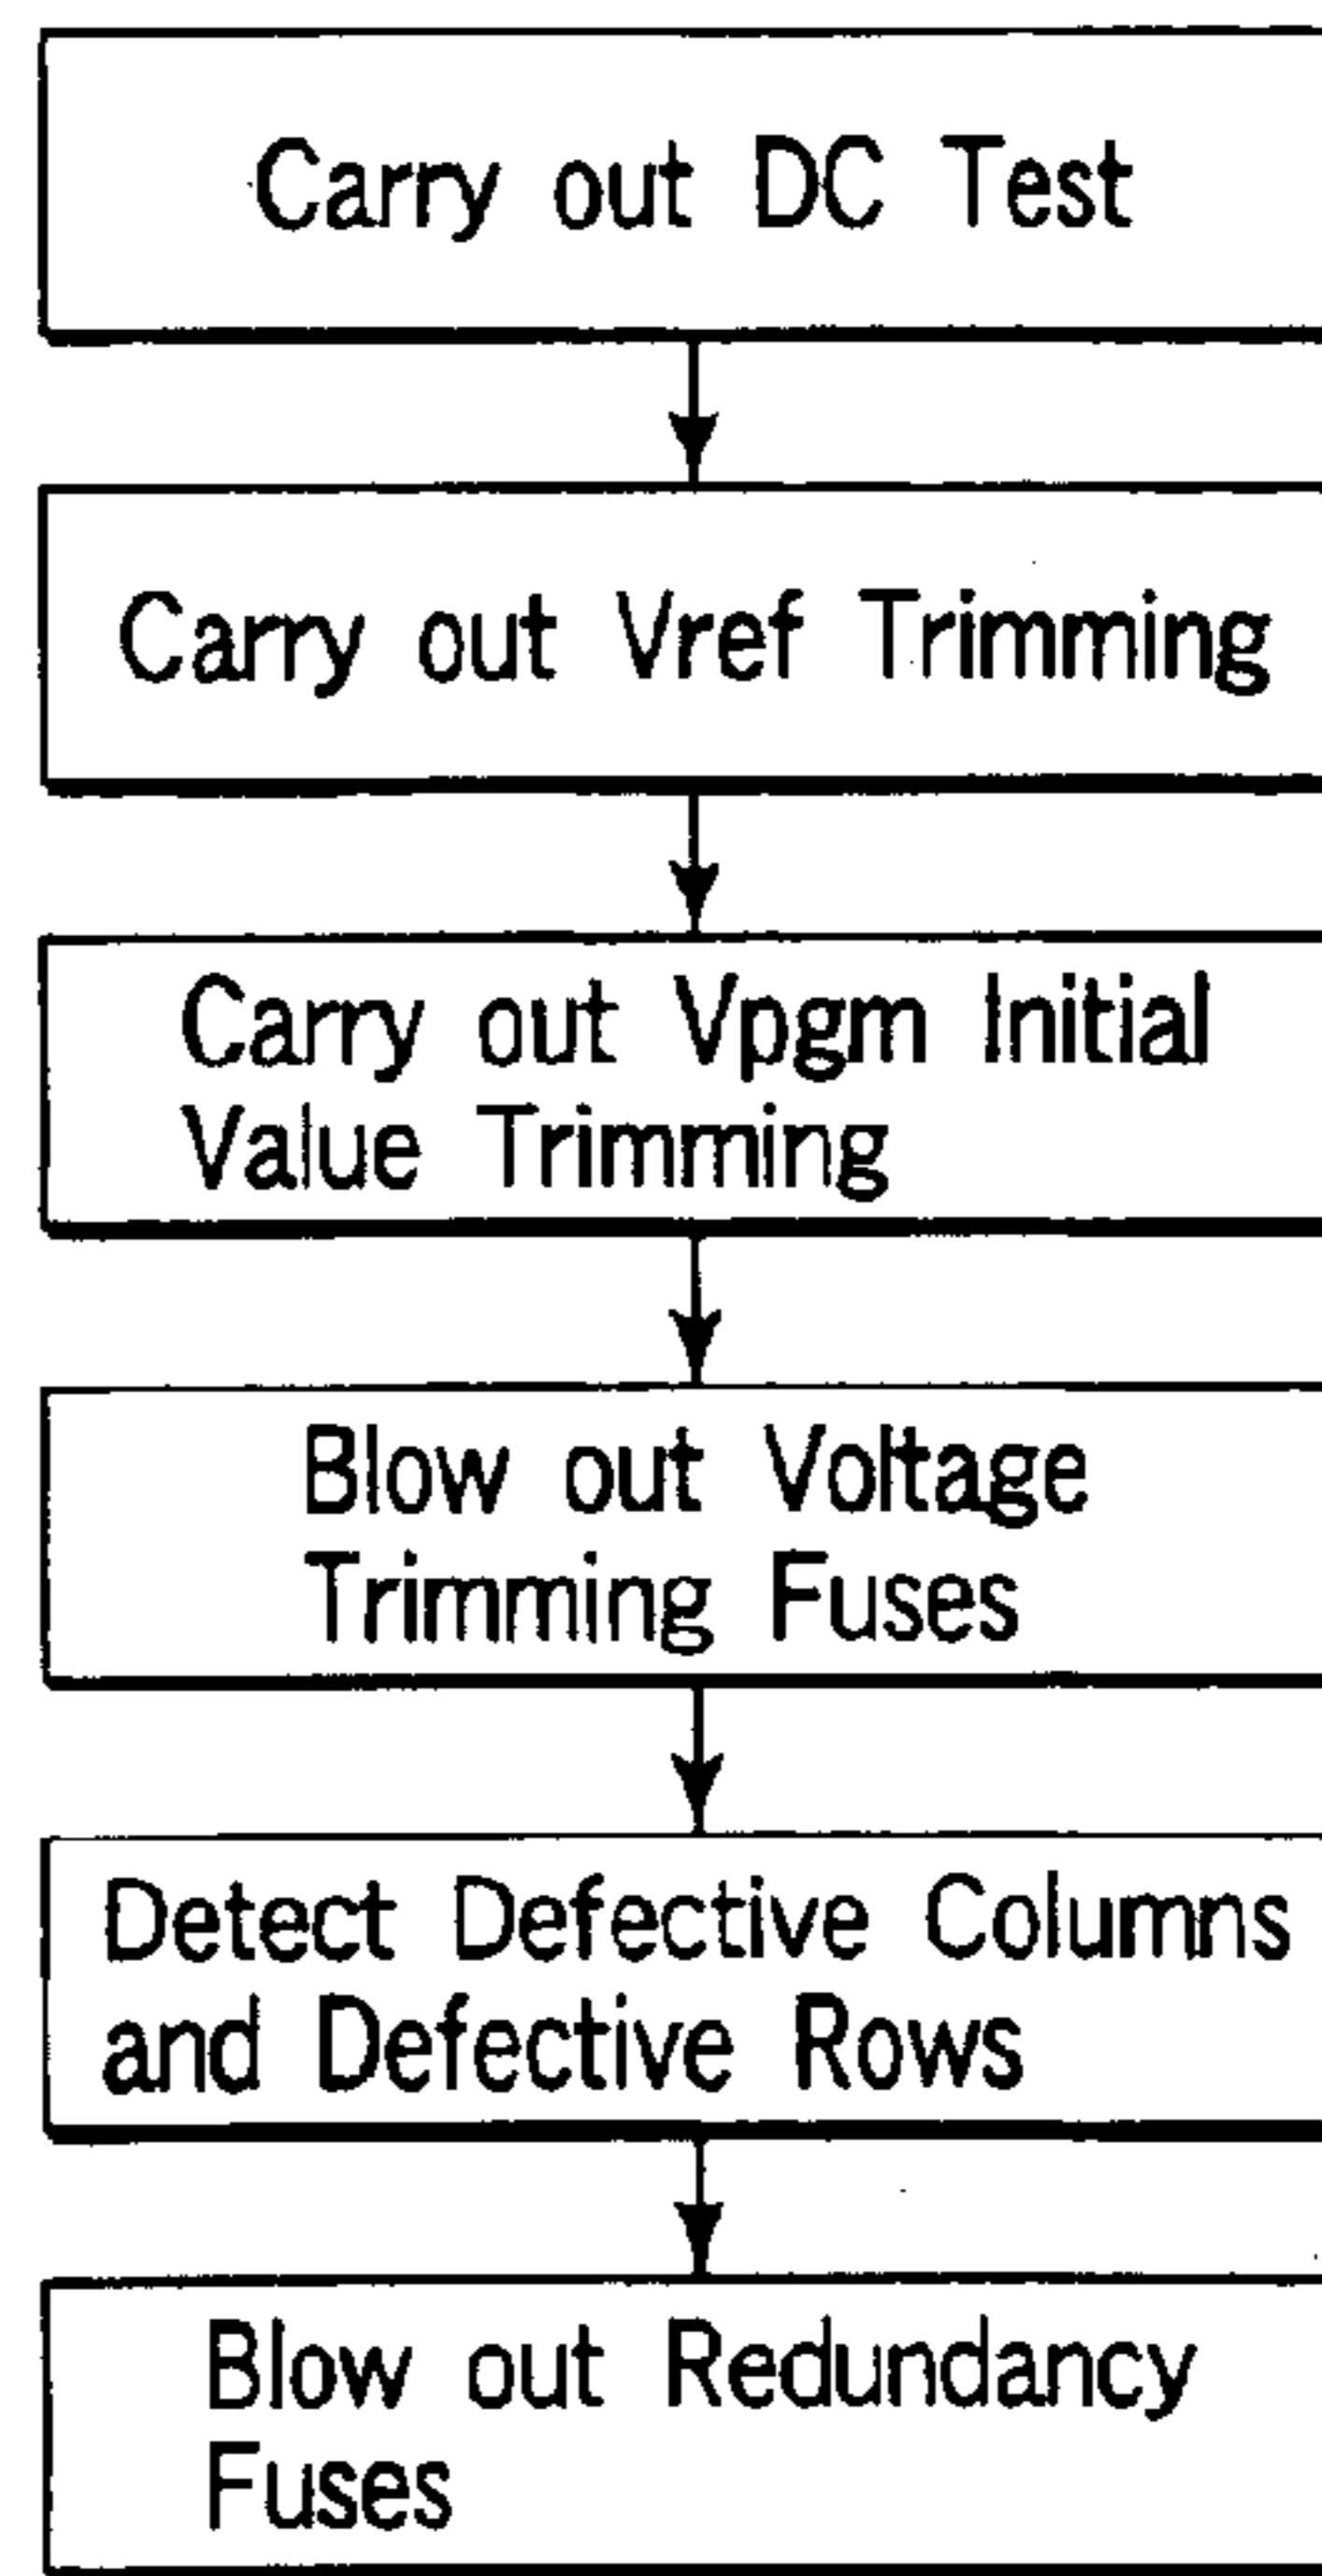 Carry out DC Test
Carry out Vref Trimming
Carry out Vpgm Initial
Value Trimming
Blow out Voltage
Trimming Fuses
Detect Defective Columns
and Defective Rows
Blow out Redundancy
Fuses